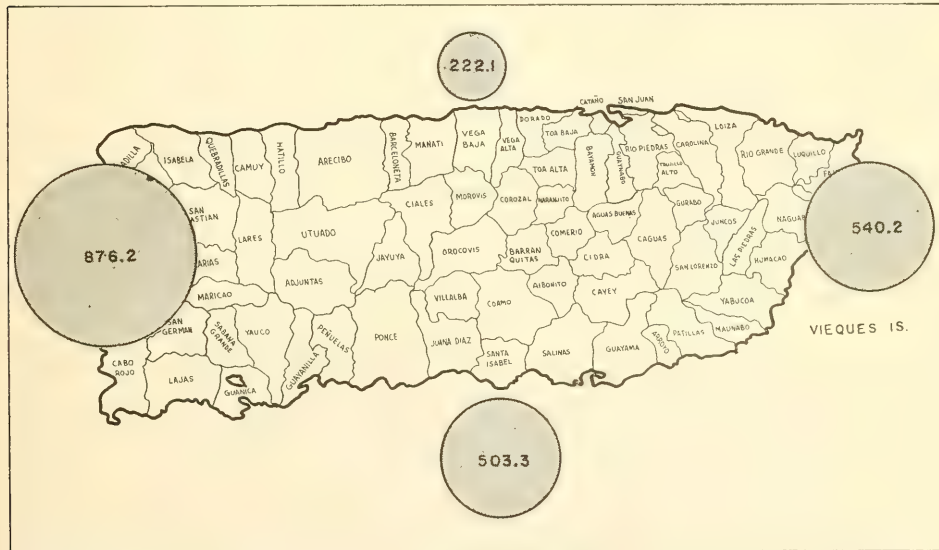 222.1
CATAÑO
SAN JUAN
DORADO
TOA BAJA
LOIZA
ISABELA
QUEBRADILLAS
CAMUY
HATILLO
ARECIBO
BARCELONETA
MANATI
VEGA
BAJA
VEGA
ALTA
TOA ALTA
BAYAMON
GUAYNABO
RIO PIEDRAS
TRUJILLO
ALTO
CAROLINA
RIO GRANDE
LUQUILLO
CIALES
MOROVIS
COROZAL
NARANJITO
SAN
LARES
UTUADO
JAYUYA
OROCOVIS
BARRAN
QUITAS
COMERIO
AGUAS BUENAS
CIDRA
CAGUAS
GURABO
JUNCOS
SAN LORENZO
LAS PIEDRAS
HUMACAO
876.2
540.2
ADJUNTAS
MARICAO
VILLALBA
COAMO
AIBONITO
CAYEY
YABUCOA
SAN
GERMAN
SABANA
GRANDE
YAUCO
GUAYANILLA
PEÑUELAS
PONCE
JUANA DIAZ
SANTA
ISABEL
SALINAS
GUAYAMA
ARROYO
PATILLAS
MAUNABO
VIEQUES IS.
CABO
ROJO
LAJAS
GUANICA
503.3